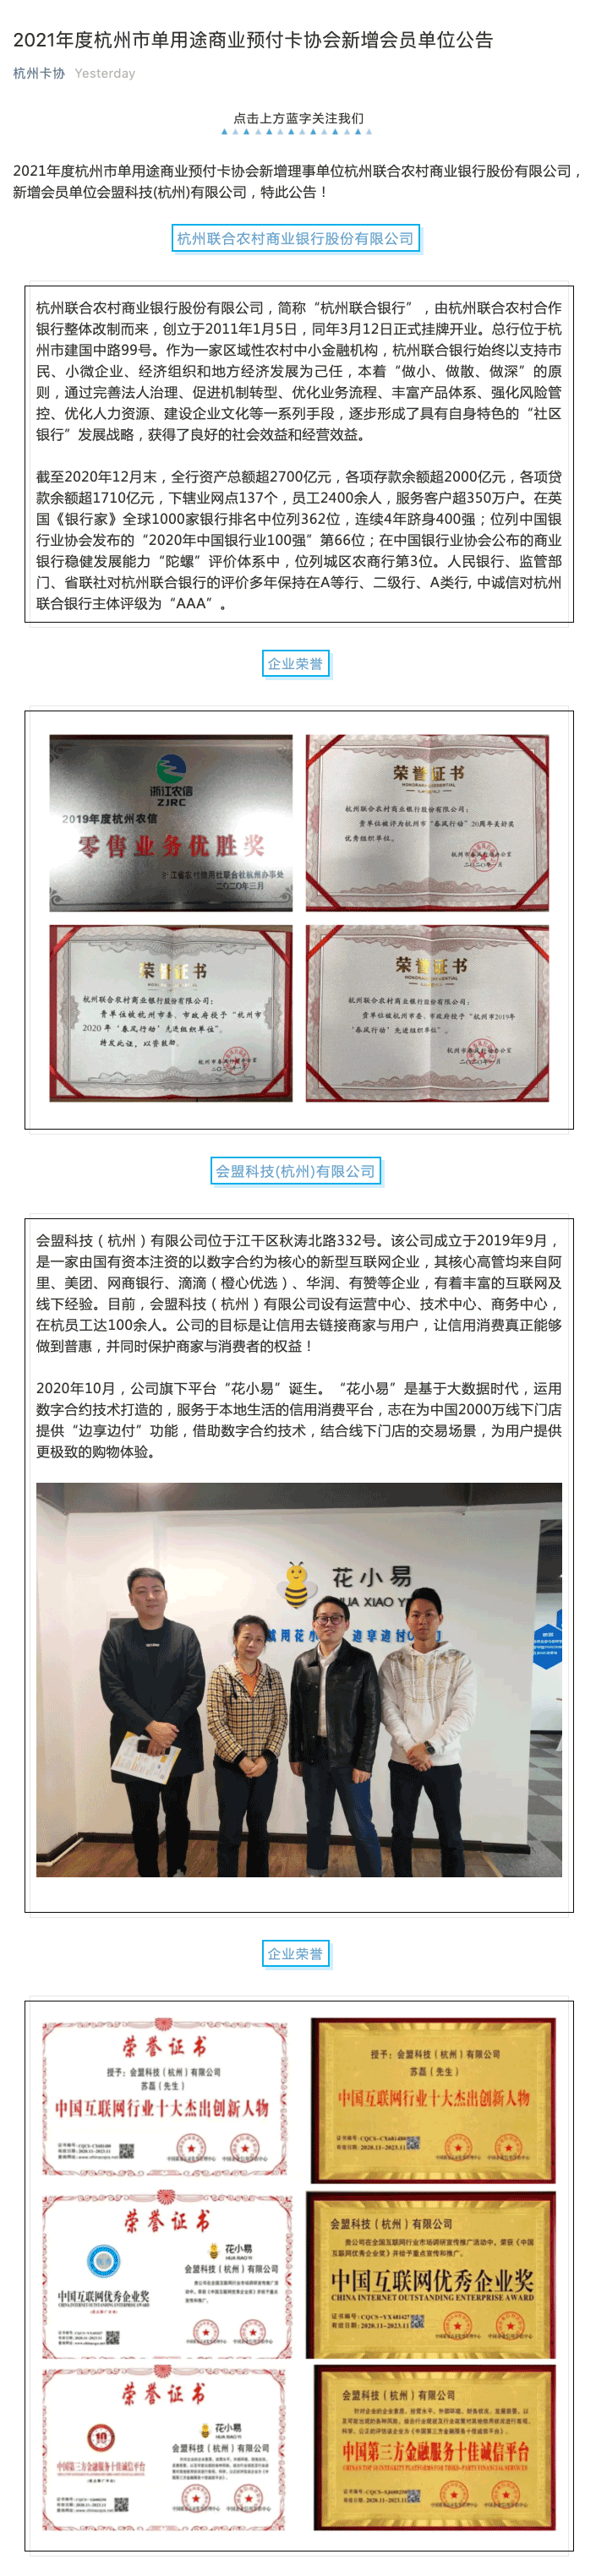 2021年度杭州市单用途商业预付卡协会新增会员单位公告
杭州卡协 Yesterday
点击上方蓝字关注我们
2021年度杭州市单用途商业预付卡协会新增理事单位杭州联合农村商业银行股份有限公司，
新增会员单位会盟科技(杭州)有限公司，特此公告！
杭州联合农村商业银行股份有限公司
杭州联合农村商业银行股份有限公司，简称“杭州联合银行”，由杭州联合农村合作
银行整体改制而来，创立于2011年1月5日，同年3月12日正式挂牌开业。总行位于杭
州市建国中路99号。作为一家区域性农村中小金融机构，杭州联合银行始终以支持市
民、小微企业、经济组织和地方经济发展为己任，本着“做小、做散、做深”的原
则，通过完善法人治理、促进机制转型、优化业务流程、丰富产品体系、强化风险管
控、优化人力资源、建设企业文化等一系列手段，逐步形成了具有自身特色的“社区
银行”发展战略，获得了良好的社会效益和经营效益。
截至2020年12月末，全行资产总额超2700亿元，各项存款余额超2000亿元，各项贷
款余额超1710亿元，下辖业网点137个，员工2400余人，服务客户超350万户。在英
国《银行家》全球1000家银行排名中位列362位，连续4年跻身400强；位列中国银
行业协会发布的“2020年中国银行业100强”第66位；在中国银行业协会公布的商业
银行稳健发展能力“陀螺”评价体系中，位列城区农商行第3位。人民银行、监管部
门、省联社对杭州联合银行的评价多年保持在A等行、二级行、A类行, 中诚信对杭州
联合银行主体评级为“AAA”。
企业荣誉
浙江农信
ZJRC
2019年度杭州农信
零售业务优胜奖
浙江省农村信用社联合社杭州办事处
二〇二〇年三月
荣誉证书
杭州联合农村商业银行股份有限公司：
贵单位被评为杭州市“春风行动”20周年美好奖
优秀组织单位。
荣誉证书
杭州联合农村商业银行股份有限公司：
贵单位被杭州市委、市政府授予“杭州市
2020年‘春风行动’先进组织单位”。
特发此证，以资鼓励。
荣誉证书
杭州联合农村商业银行股份有限公司：
贵单位被杭州市委、市政府授予“杭州市2019年
‘春风行动’先进组织单位”。
会盟科技(杭州)有限公司
会盟科技（杭州）有限公司位于江干区秋涛北路332号。该公司成立于2019年9月，
是一家由国有资本注资的以数字合约为核心的新型互联网企业，其核心高管均来自阿
里、美团、网商银行、滴滴（橙心优选）、华润、有赞等企业，有着丰富的互联网及
线下经验。目前，会盟科技（杭州）有限公司设有运营中心、技术中心、商务中心，
在杭员工达100余人。公司的目标是让信用去链接商家与用户，让信用消费真正能够
做到普惠，并同时保护商家与消费者的权益！
2020年10月，公司旗下平台“花小易”诞生。“花小易”是基于大数据时代，运用
数字合约技术打造的，服务于本地生活的信用消费平台，志在为中国2000万线下门店
提供“边享边付”功能，借助数字合约技术，结合线下门店的交易场景，为用户提供
更极致的购物体验。
花小易
HUA XIAO YI
企业荣誉
荣誉证书
授予：会盟科技（杭州）有限公司
苏磊（先生）
中国互联网行业十大杰出创新人物
授予：会盟科技（杭州）有限公司
苏磊（先生）
中国互联网行业十大杰出创新人物
荣誉证书
花小易
HUA XIAO YI
会盟科技（杭州）有限公司
中国互联网优秀企业奖
CHINA INTERNET OUTSTANDING ENTERPRISE AWARD
会盟科技（杭州）有限公司
中国互联网优秀企业奖
CHINA INTERNET OUTSTANDING ENTERPRISE AWARD
荣誉证书
花小易
会盟科技（杭州）有限公司
中国第三方金融服务十佳诚信平台
会盟科技（杭州）有限公司
中国第三方金融服务十佳诚信平台